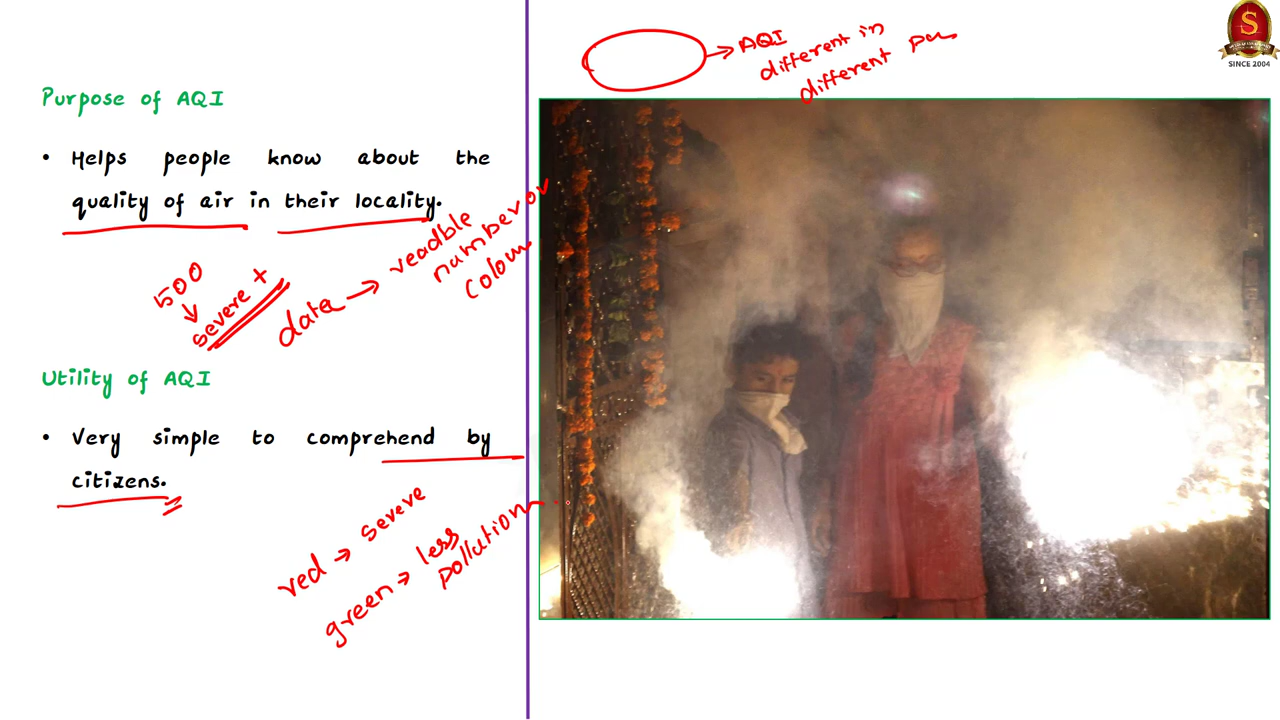 Purpose of AQI
• Helps people know about the
quality of air in their locality.
500
severe +
data → readble
number or
colour
Utility of AQI
• Very simple to comprehend by
citizens.
red → severe
green → less
pollution
→ AQI
different in
different
S
SINCE 2004